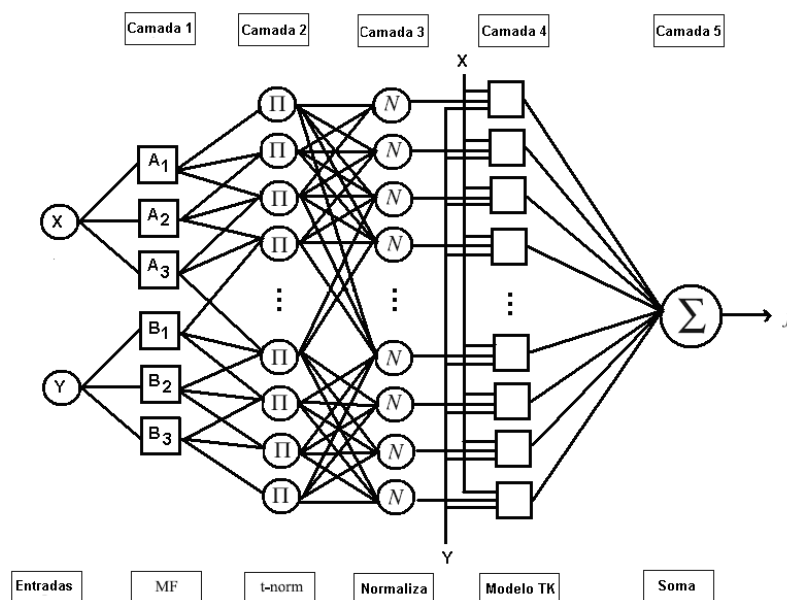 Camada 1
Camada 2
Camada 3
Camada 4
Camada 5
X
Π
N
Π
N
A1
Π
N
X
A2
Π
N
A3
B1
Σ
Π
N
Y
B2
Π
N
B3
Π
N
Π
N
Y
Entradas
MF
t-norm
Normaliza
Modelo TK
Soma